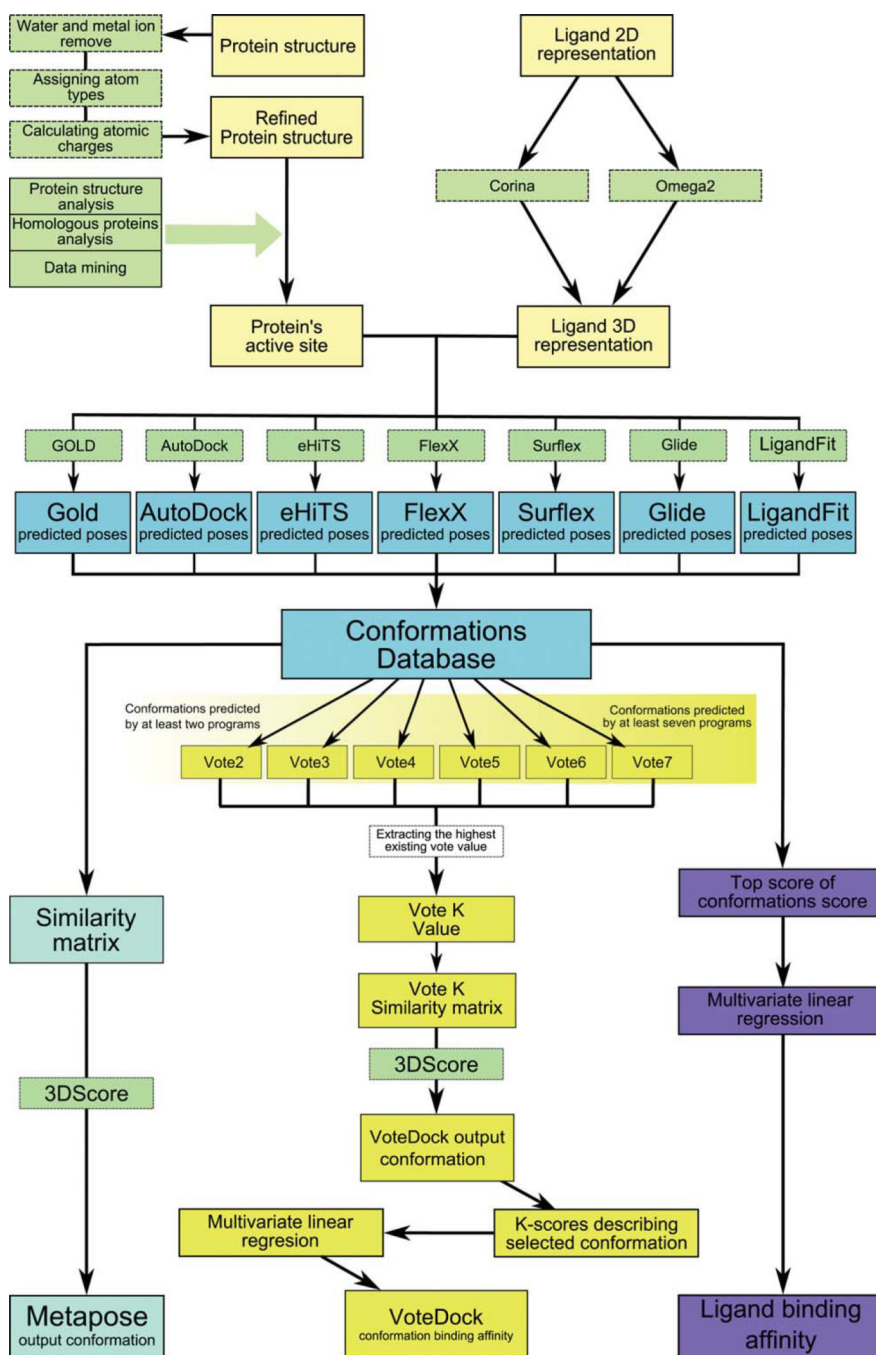 Water and metal ion
remove
Protein structure
Ligand 2D
representation
Assigning atom
types
Refined
Protein structure
Calculating atomic
charges
Corina
Omega2
Protein structure
analysis
Homologous proteins
analysis
Data mining
Protein's
active site
Ligand 3D
representation
GOLD
AutoDock
eHiTS
FlexX
Surflex
Glide
LigandFit
Gold
predicted poses
AutoDock
predicted poses
eHiTS
predicted poses
FlexX
predicted poses
Surflex
predicted poses
Glide
predicted poses
LigandFit
predicted poses
Conformations
Database
Conformations predicted
by at least two programs
Conformations predicted
by at least seven programs
Vote2
Vote3
Vote4
Vote5
Vote6
Vote7
Extracting the highest
existing vote value
Similarity
matrix
Vote K
Value
Top score of
conformations score
Vote K
Similarity matrix
Multivariate linear
regression
3DScore
3DScore
VoteDock output
conformation
Multivariate linear
regresion
K-scores describing
selected conformation
Metapose
output conformation
VoteDock
conformation binding affinity
Ligand binding
affinity